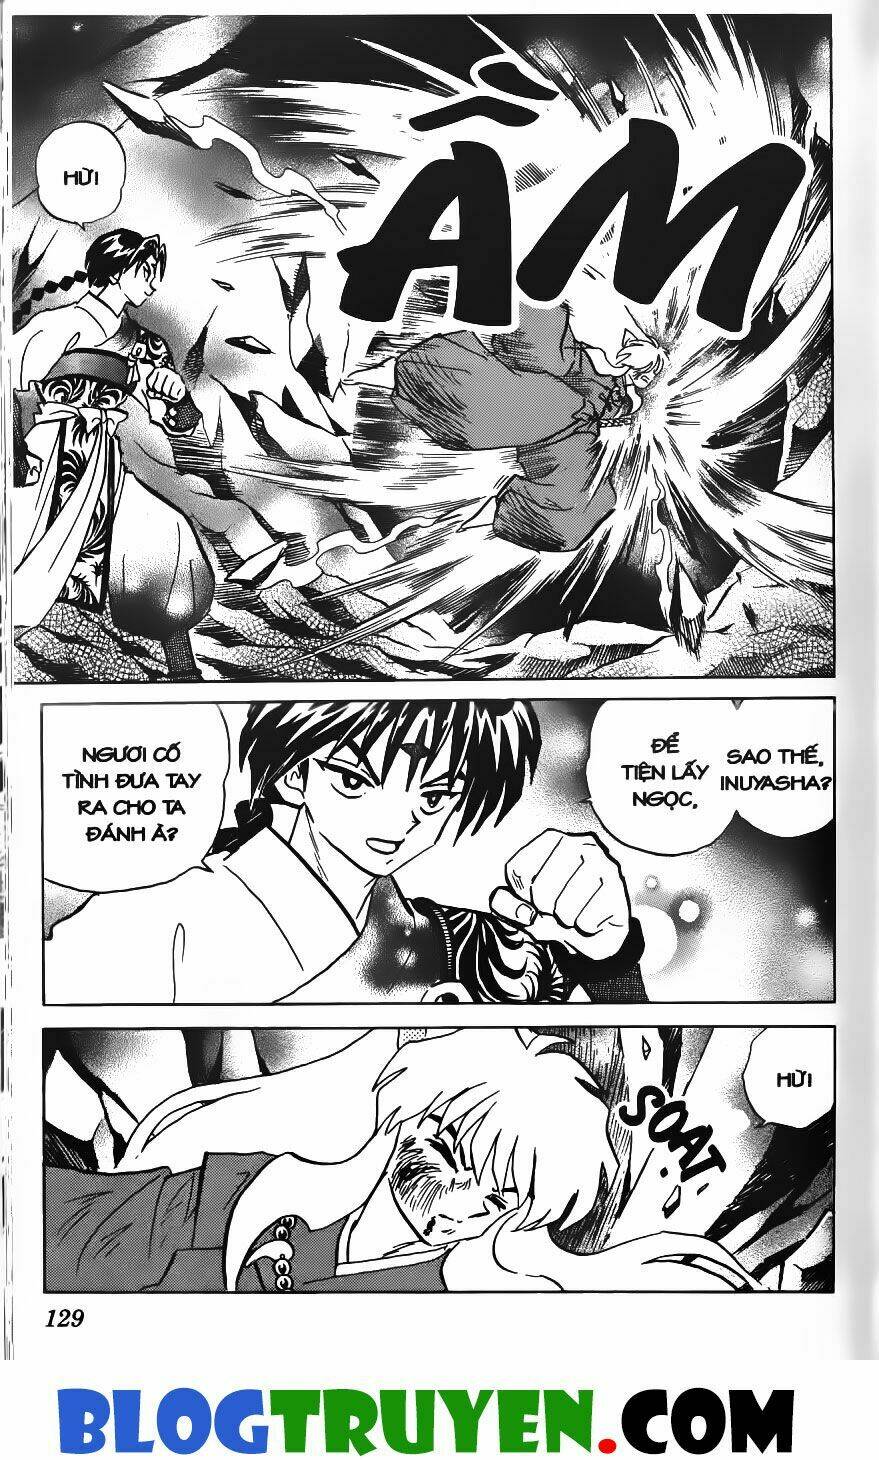 HỪ!
ẦM
SAO THẾ,
INUYASHA?
ĐỂ
TIỆN LẤY
NGỌC,
NGƯƠI CỐ
TÌNH ĐƯA TAY
RA CHO TA
ĐÁNH À?
HỪ!
SOẠT
129
BLOGTRUYEN.COM